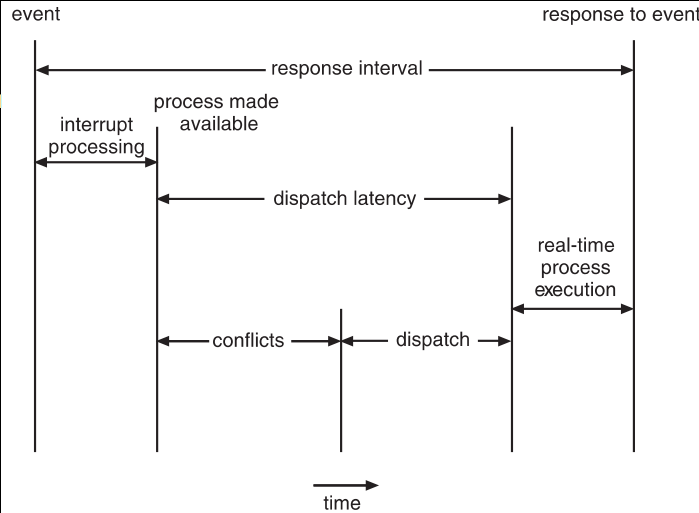 event
response to event
response interval
process made
available
interrupt
processing
dispatch latency
real-time
process
execution
conflicts
dispatch
time